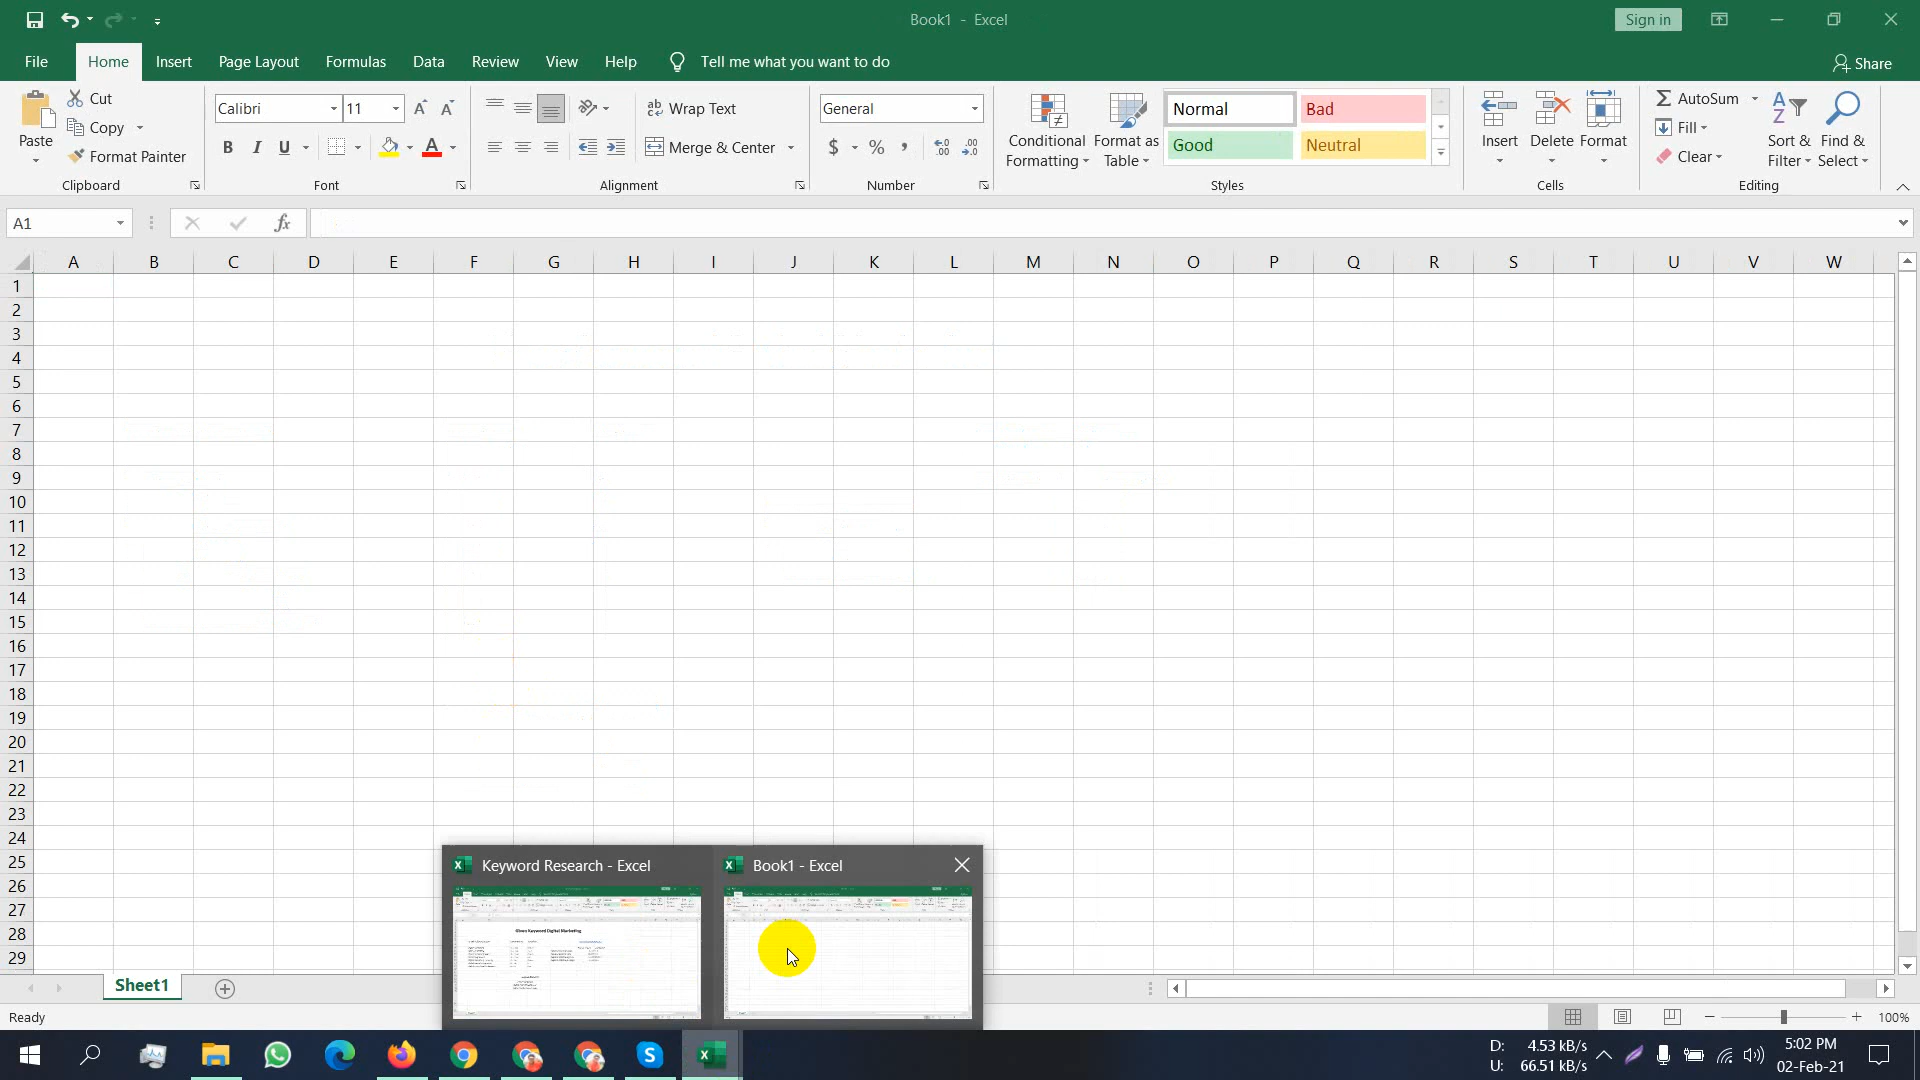 Book1 - Excel
Sign in
File Home Insert Page Layout Formulas Data Review View Help Tell me what you want to do
Share
Paste
Cut
Copy
Format Painter
Clipboard
Calibri 11
B I U A
Font
Wrap Text
Merge & Center
Alignment
General
$ % ,
Number
Conditional Formatting
Format as Table
Normal Bad
Good Neutral
Styles
Insert Delete Format
Cells
AutoSum
Fill
Clear
Sort & Filter
Find & Select
Editing
A1
fx
A B C D E F G H I J K L M N O P Q R S T U V W
1
2
3
4
5
6
7
8
9
10
11
12
13
14
15
16
17
18
19
20
21
22
23
24
25
26
27
28
29
Keyword Research - Excel
Book1 - Excel
Glowz Keyword Digital Marketing
Sheet1
Ready
100%
D: 4.53 kB/s
U: 66.51 kB/s
5:02 PM
02-Feb-21